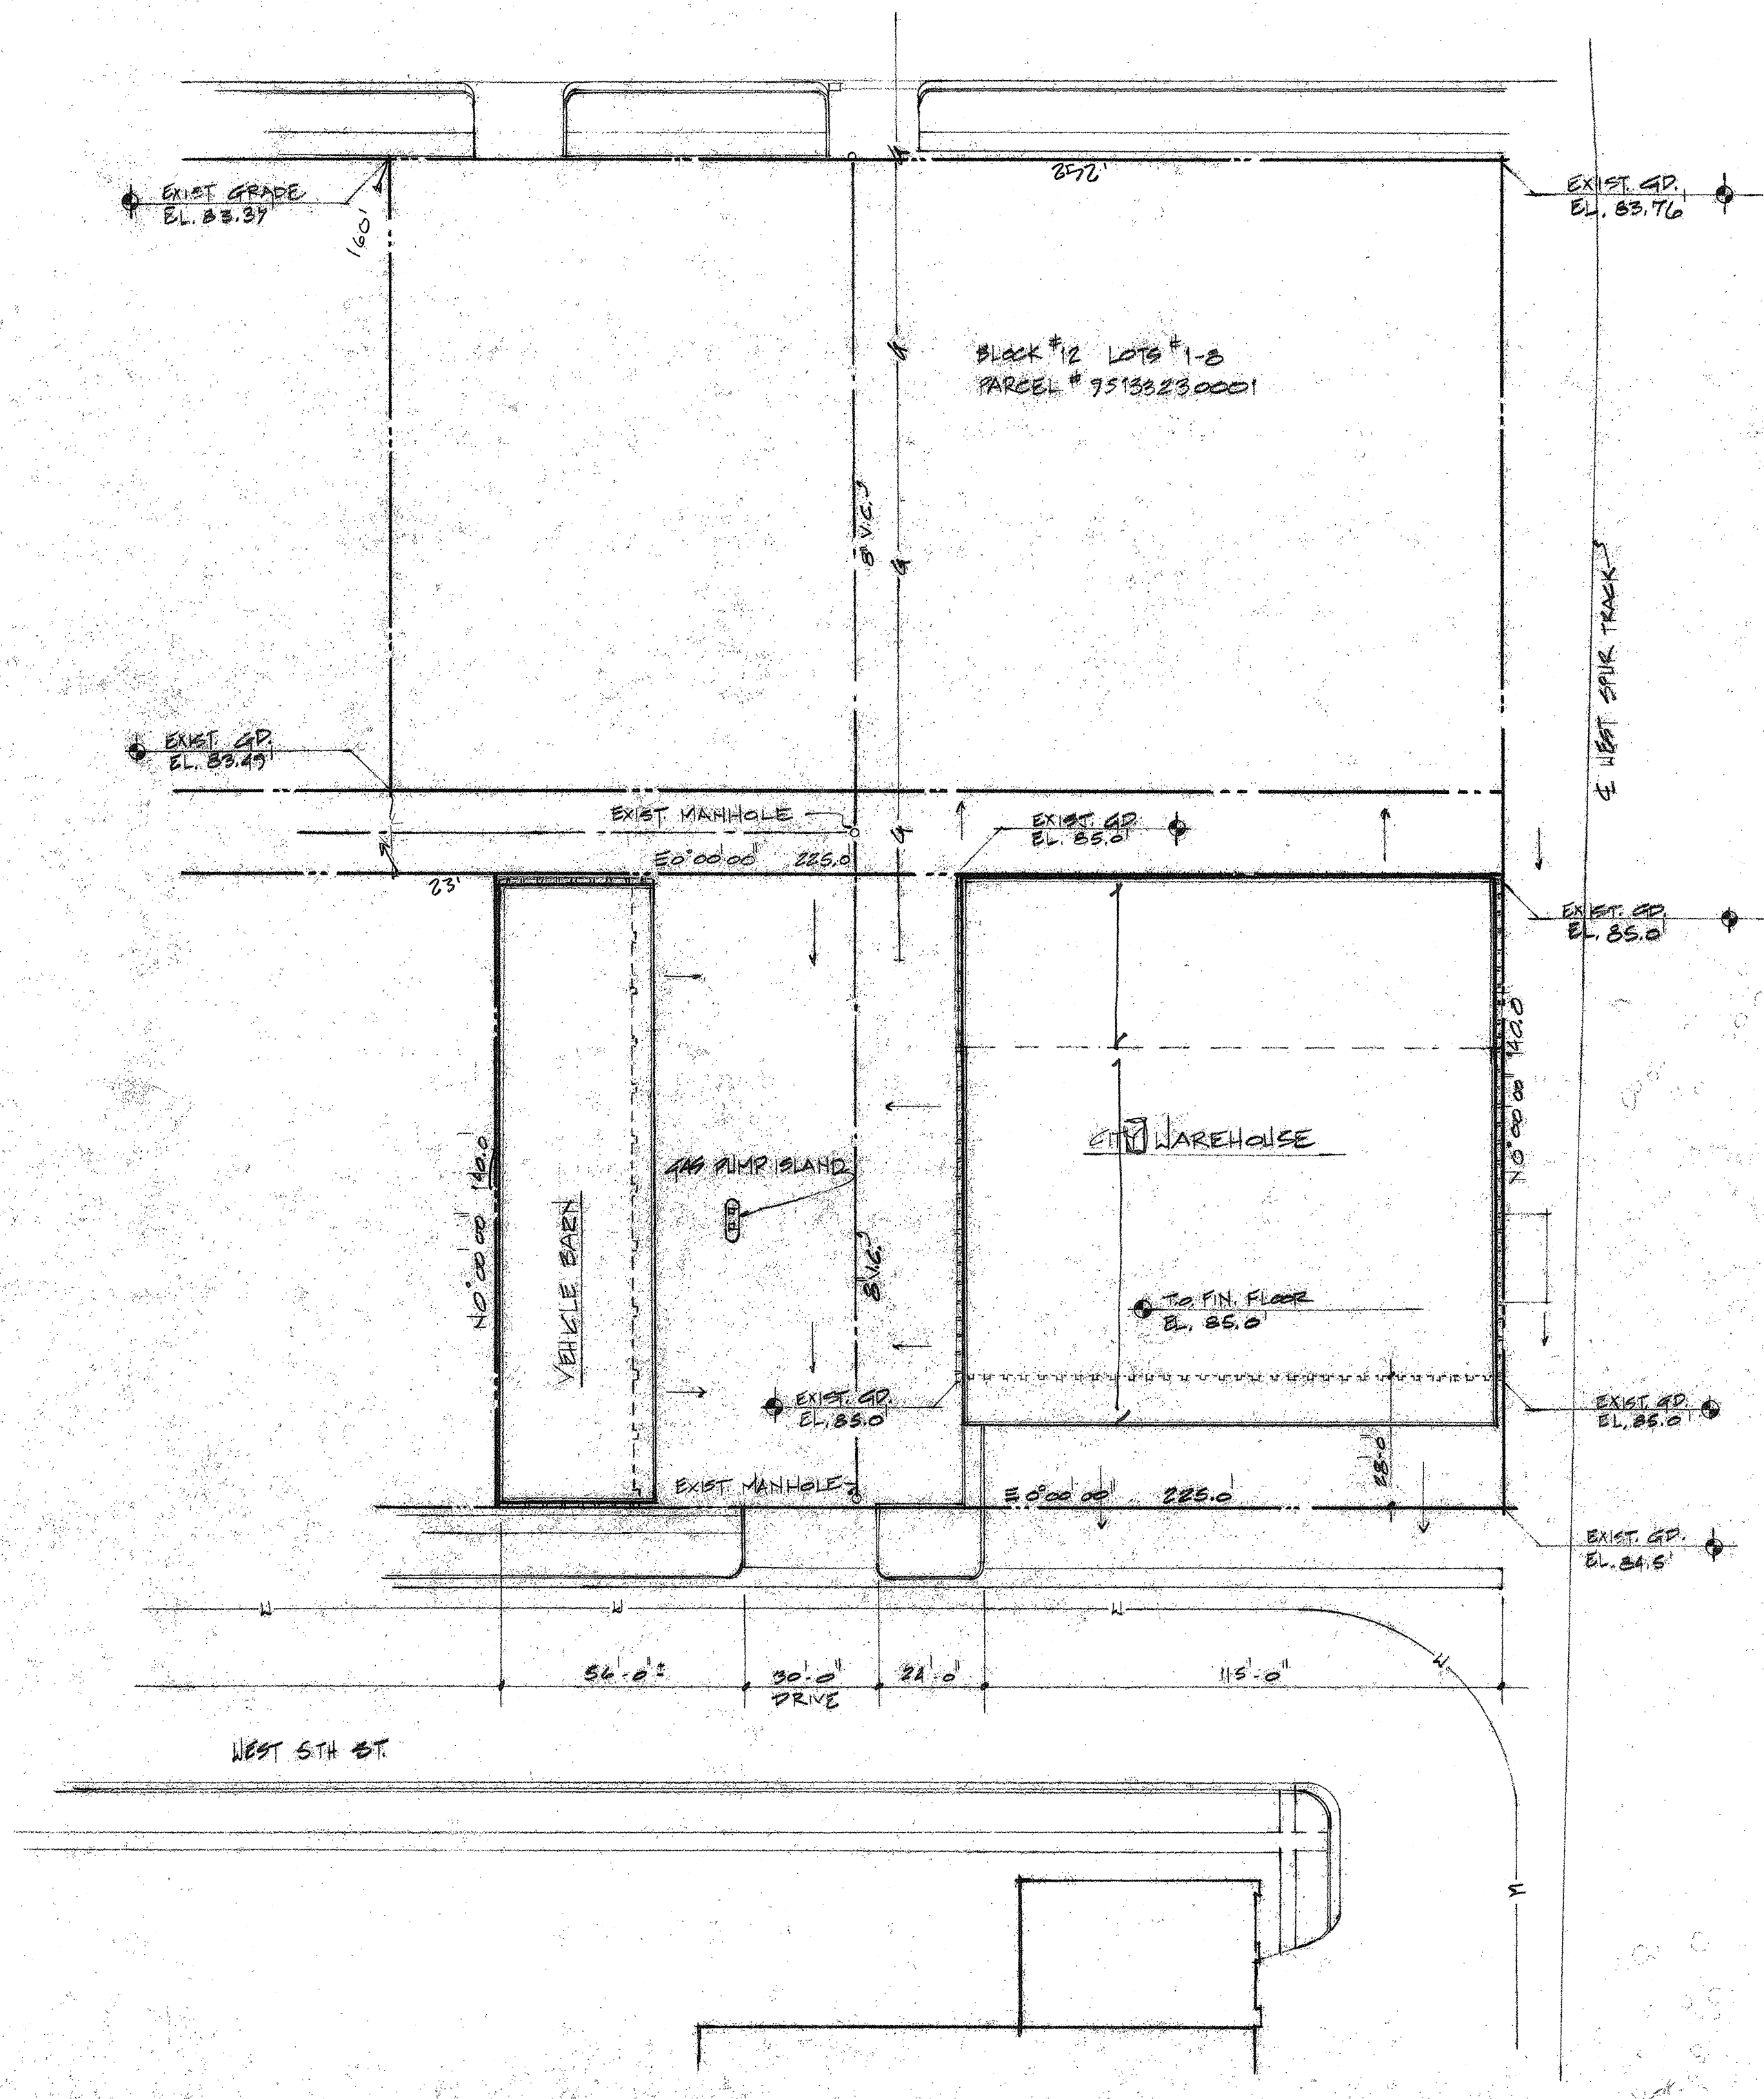 252'
EXIST GRADE
EL. 83.37
160'
EXIST. GD.
EL. 83.76
BLOCK #12 LOTS #1-8
PARCEL # 951332230001
8" V.C.
G
G
G
G
℄ WEST SPUR TRACK
EXIST. GD.
EL. 83.49
EXIST MANHOLE
EXIST. GD.
EL. 85.0'
E0°00'00" 225.0'
23'
EXIST. GD.
EL. 85.0'
N0°00'00" 140.0
CITY WAREHOUSE
GAS PUMP ISLAND
N0°00'00" 140.0
VEHICLE BARN
8" V.C.
T.O. FIN. FLOOR
EL. 85.0'
EXIST. GD.
EL. 85.0'
EXIST. GD.
EL. 85.0'
28'-0"
EXIST. MANHOLE
E 0°00'00" 225.0'
EXIST. GD.
EL. 84.5'
W
W
W
W
W
56'-0"±
30'-0"
DRIVE
24'-0"
115'-0"
WEST 5TH ST.